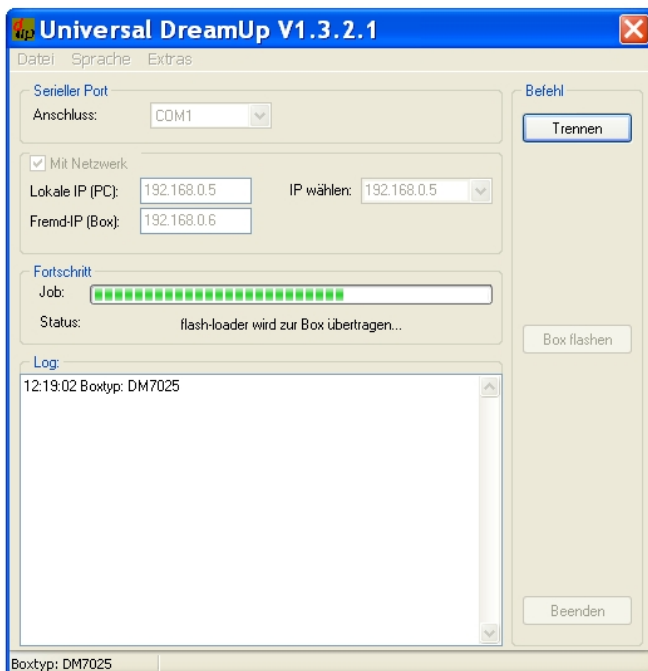 Universal DreamUp V1.3.2.1
Datei Sprache Extras
Serieller Port
Anschluss: COM1
Mit Netzwerk
Lokale IP (PC): 192.168.0.5 IP wählen: 192.168.0.5
Fremd-IP (Box): 192.168.0.6
Fortschritt
Job:
Status: flash-loader wird zur Box übertragen...
Log:
12:19:02 Boxtyp: DM7025
Befehl
Trennen
Box flashen
Beenden
Boxtyp: DM7025